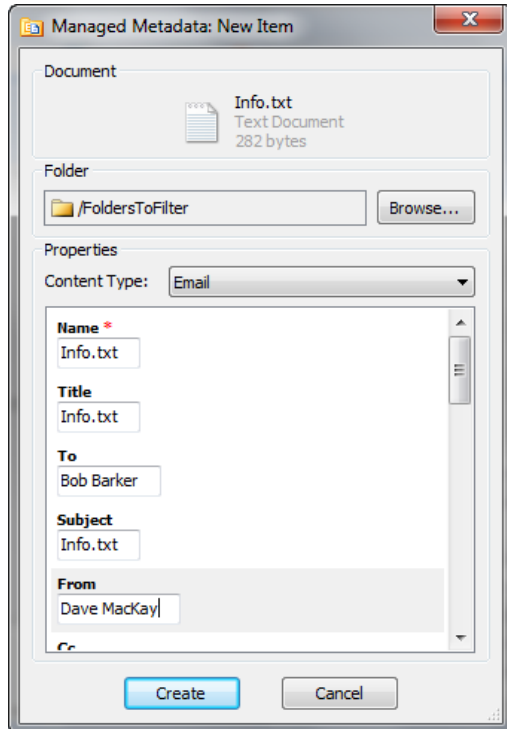 Managed Metadata: New Item
Document
Info.txt
Text Document
282 bytes
Folder
/FoldersToFilter
Browse...
Properties
Content Type:
Email
Name *
Info.txt
Title
Info.txt
To
Bob Barker
Subject
Info.txt
From
Dave MacKay
Cc
Create
Cancel